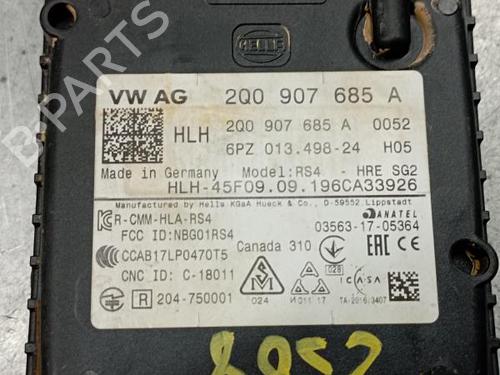 HELLA
VW AG 2Q0 907 685 A
HLH 2Q0 907 685 A 0052
6PZ 013.498-24 H05
Made in Germany Model:RS4 - HRE SG2
HLH-45F09.09.196CA33926
Manufactured by Hella KGaA Hueck & Co., D-59552 Lippstadt
R-CMM-HLA-RS4
ANATEL
FCC ID:NBG01RS4 Canada 310 03563-17-05364
CCAB17LP0470T5
EAC CE
CNC ID: C-18011
028
ICASA
R 204-750001
024
TA-2016/3407
B-PARTS